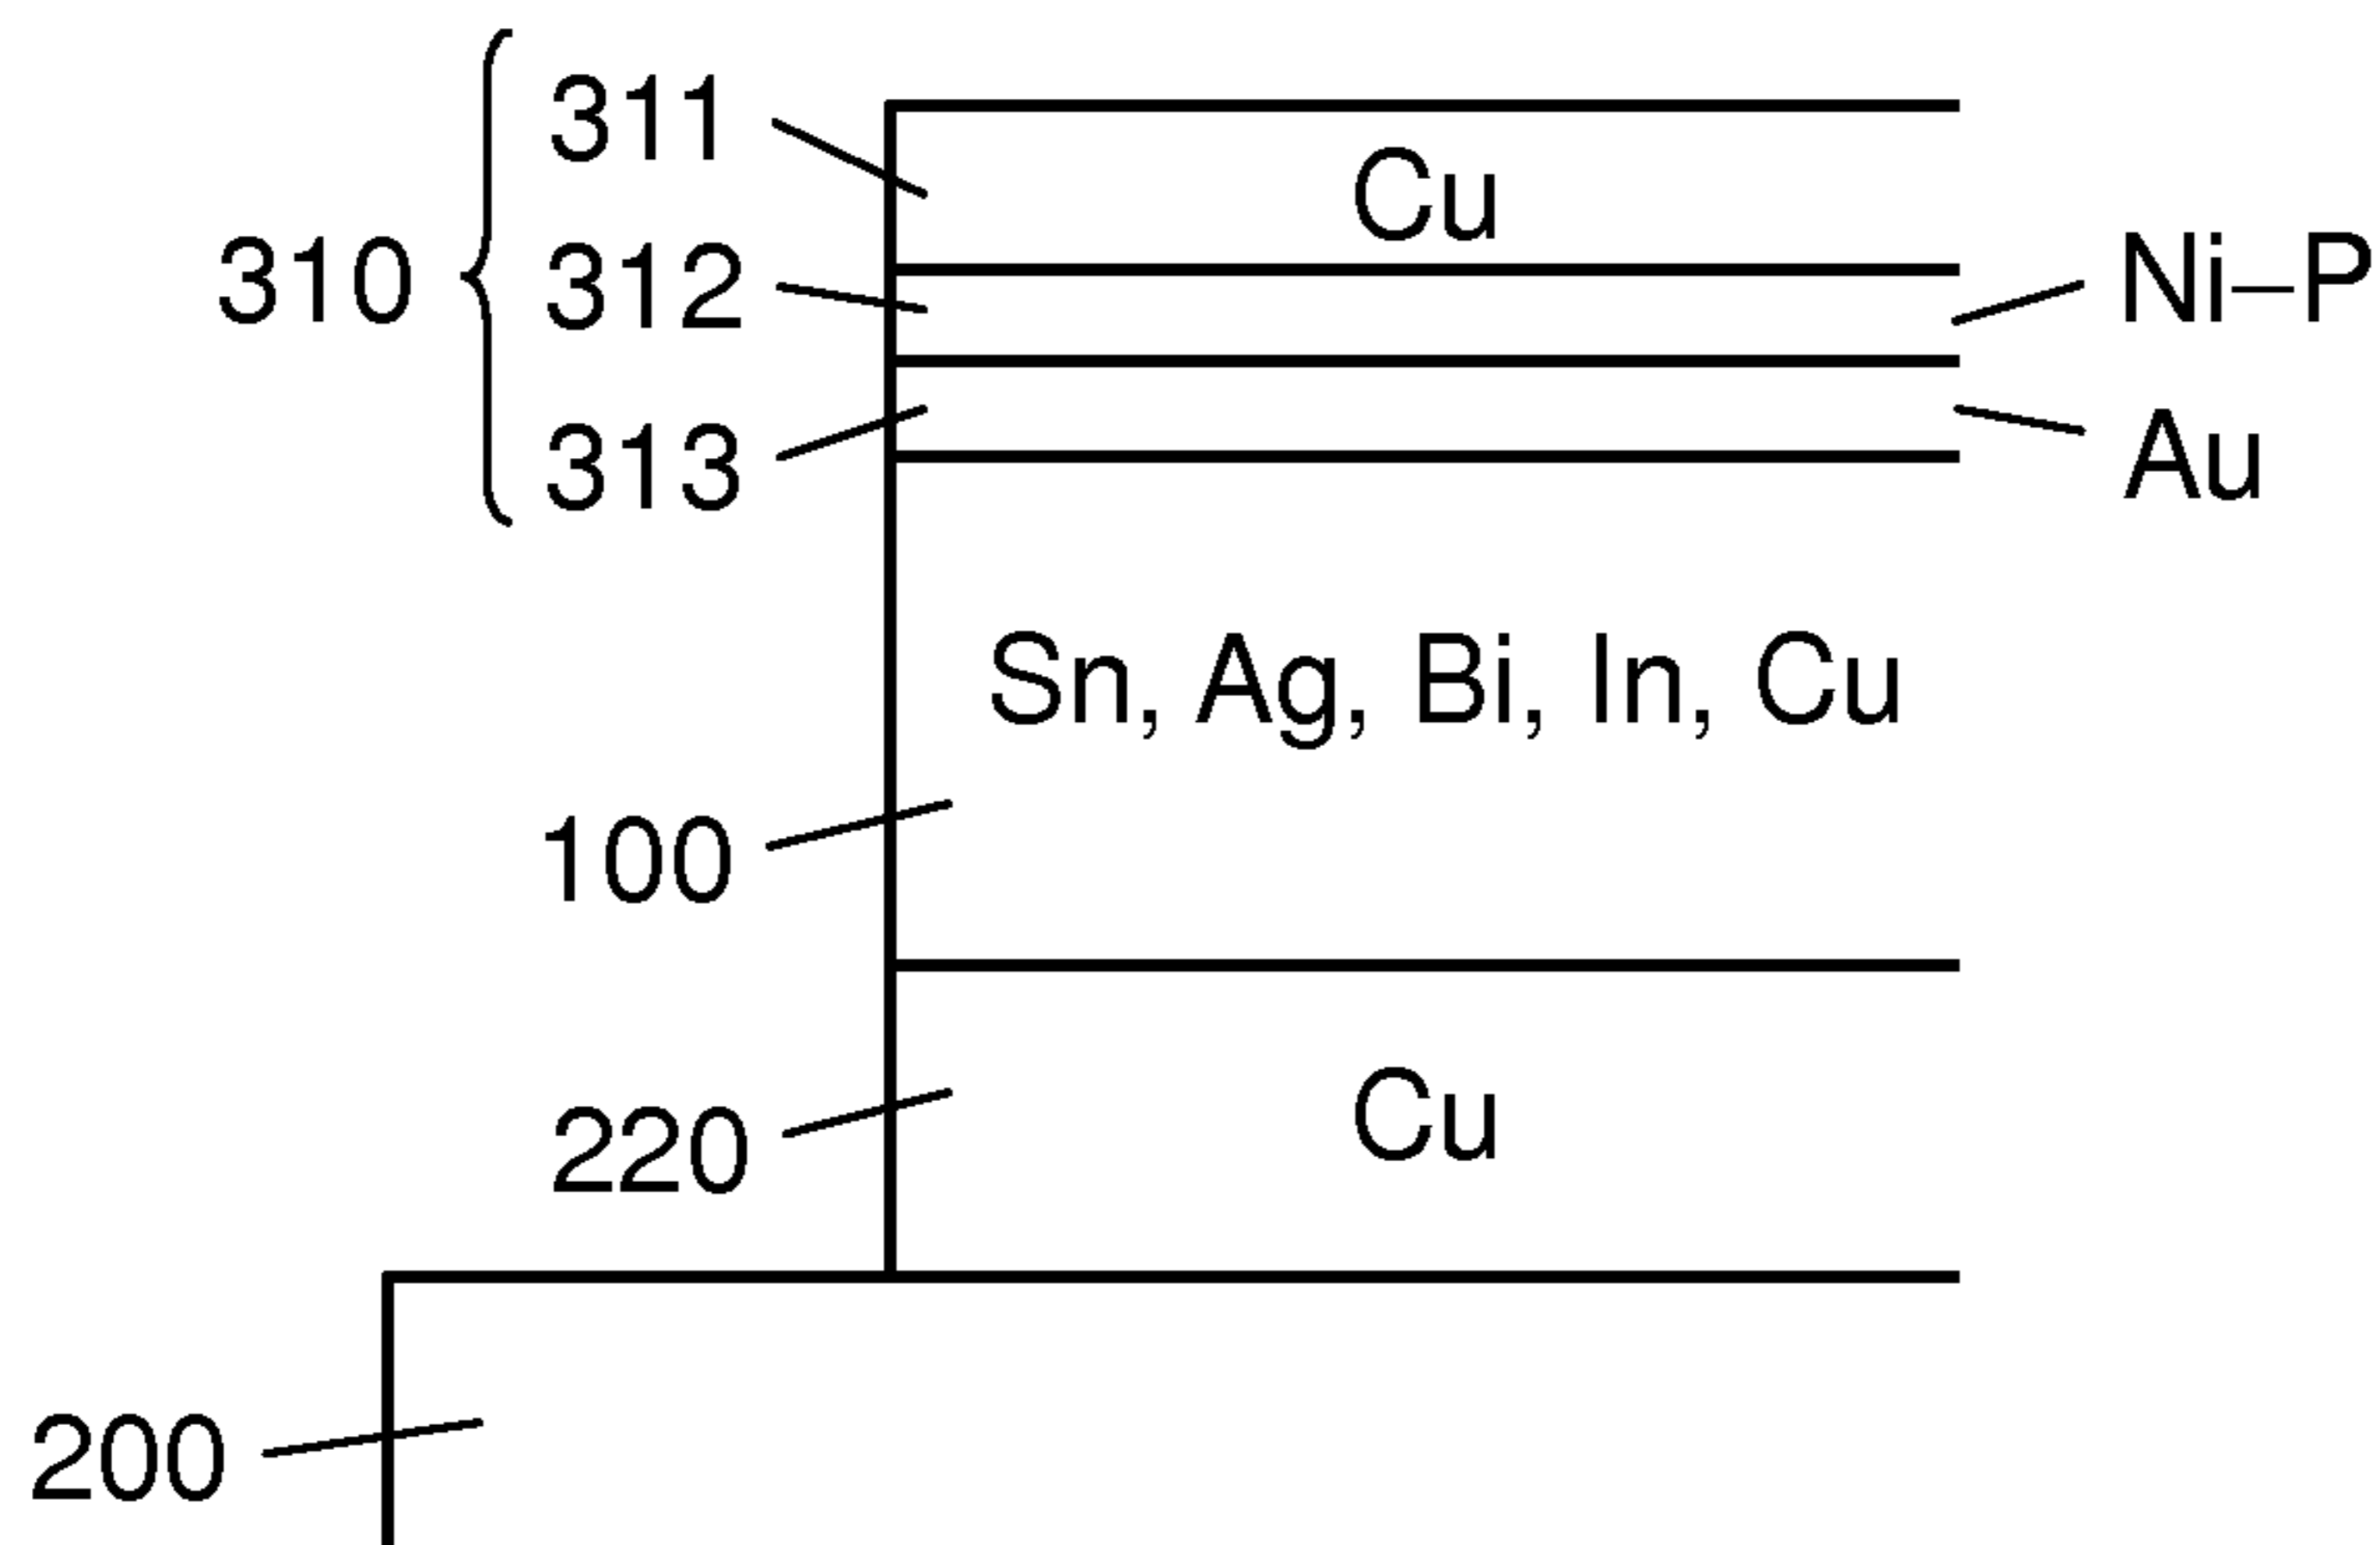 311
Cu
310
312
Ni–P
313
Au
Sn, Ag, Bi, In, Cu
100
220
Cu
200